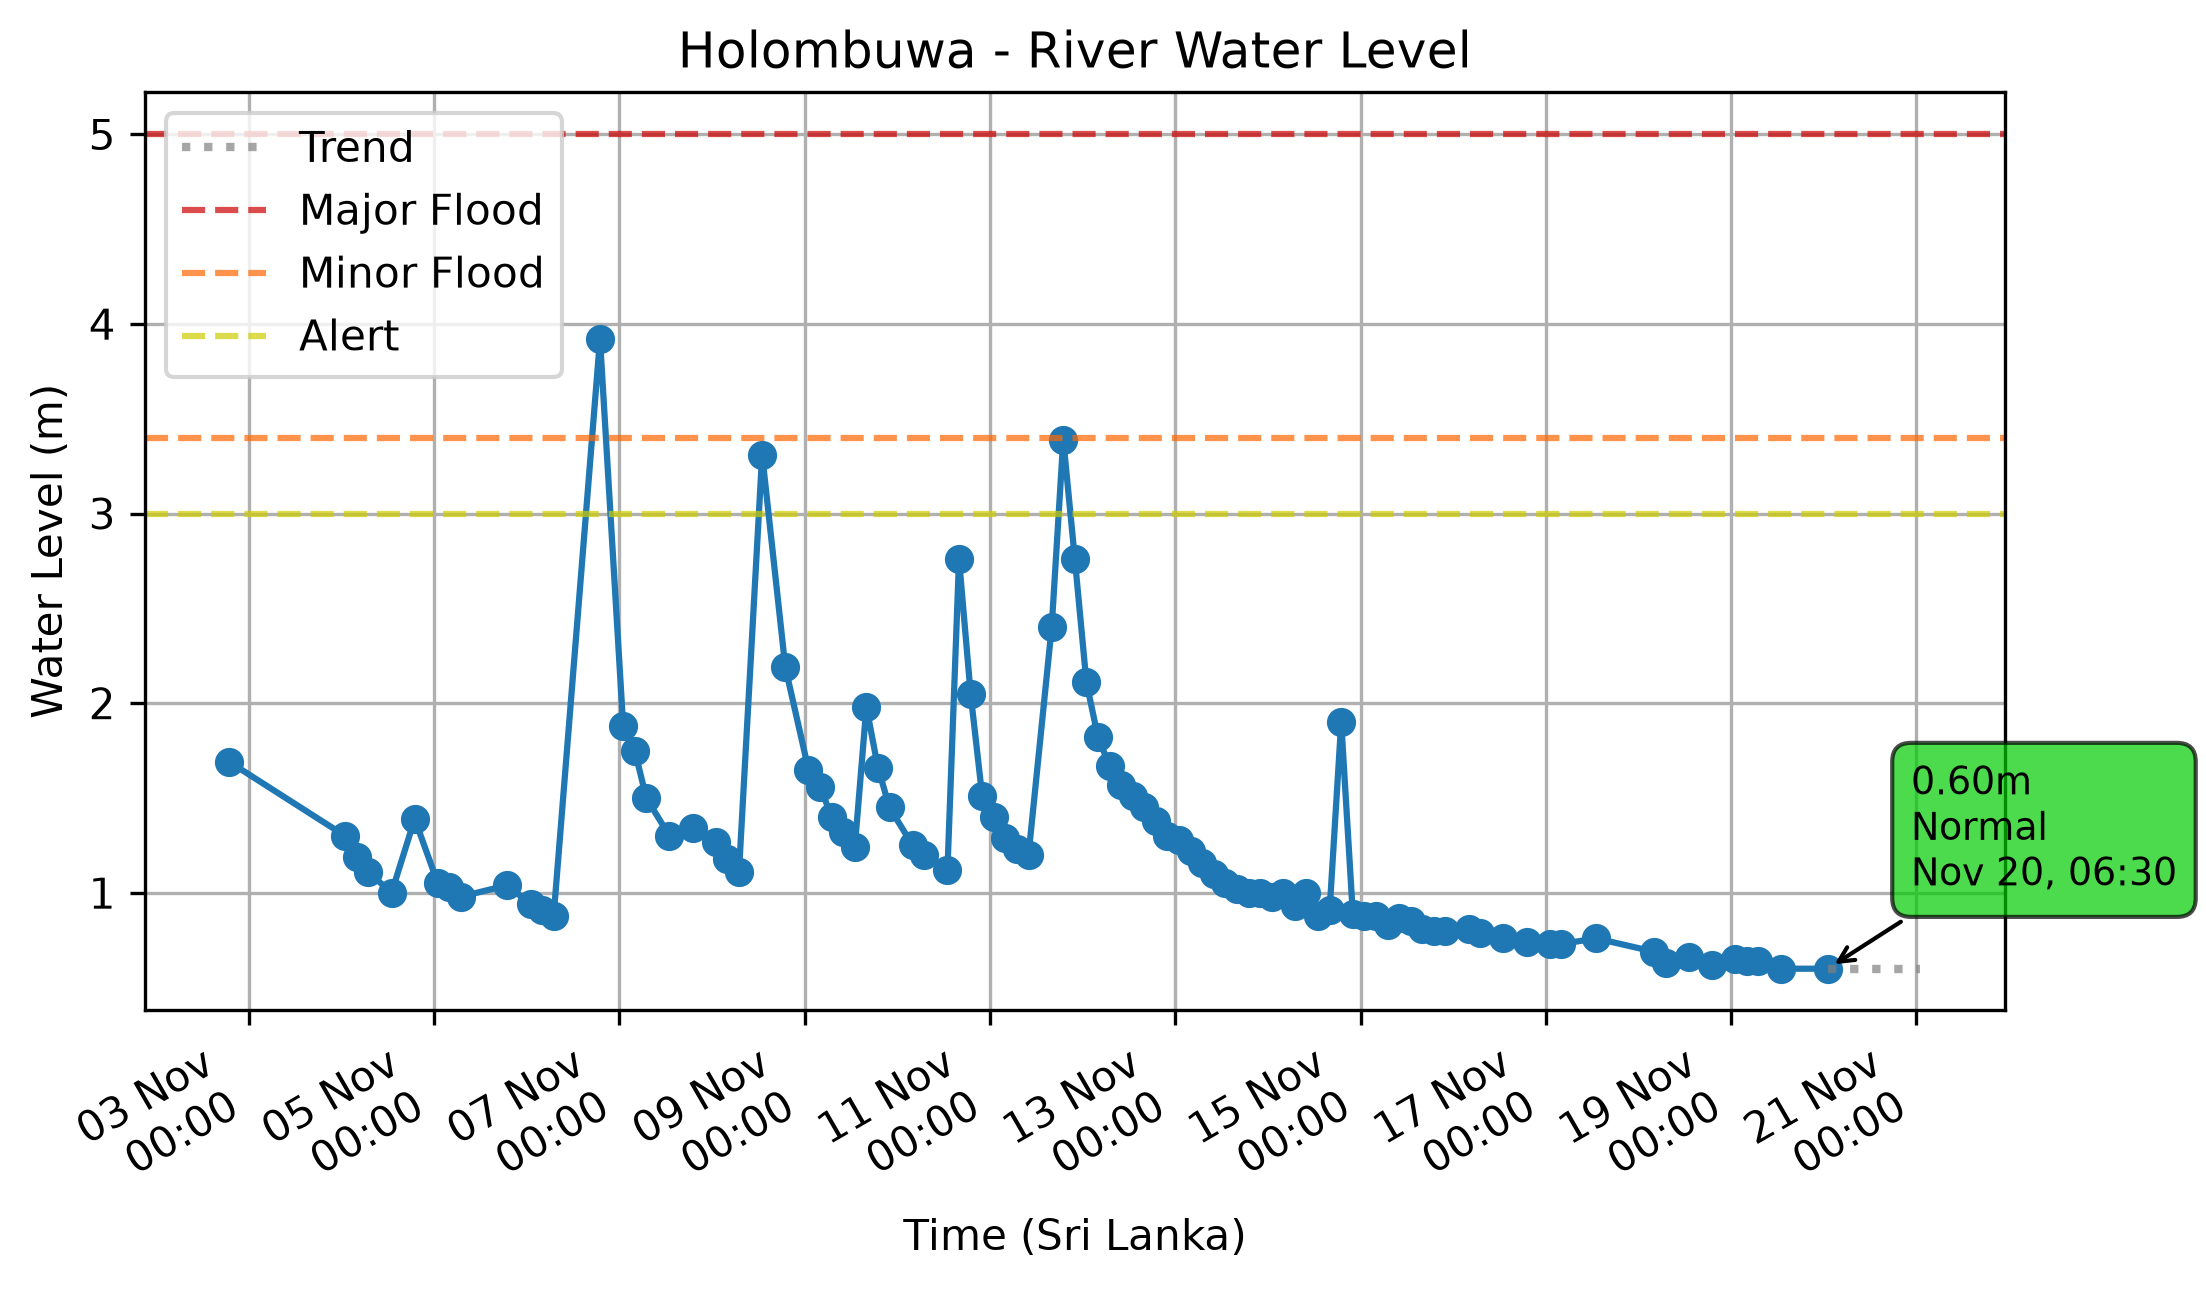 Holombuwa - River Water Level
Trend
Major Flood
Minor Flood
Alert
5
4
3
2
1
Water Level (m)
0.60m
Normal
Nov 20, 06:30
03 Nov
00:00
05 Nov
00:00
07 Nov
00:00
09 Nov
00:00
11 Nov
00:00
13 Nov
00:00
15 Nov
00:00
17 Nov
00:00
19 Nov
00:00
21 Nov
00:00
Time (Sri Lanka)